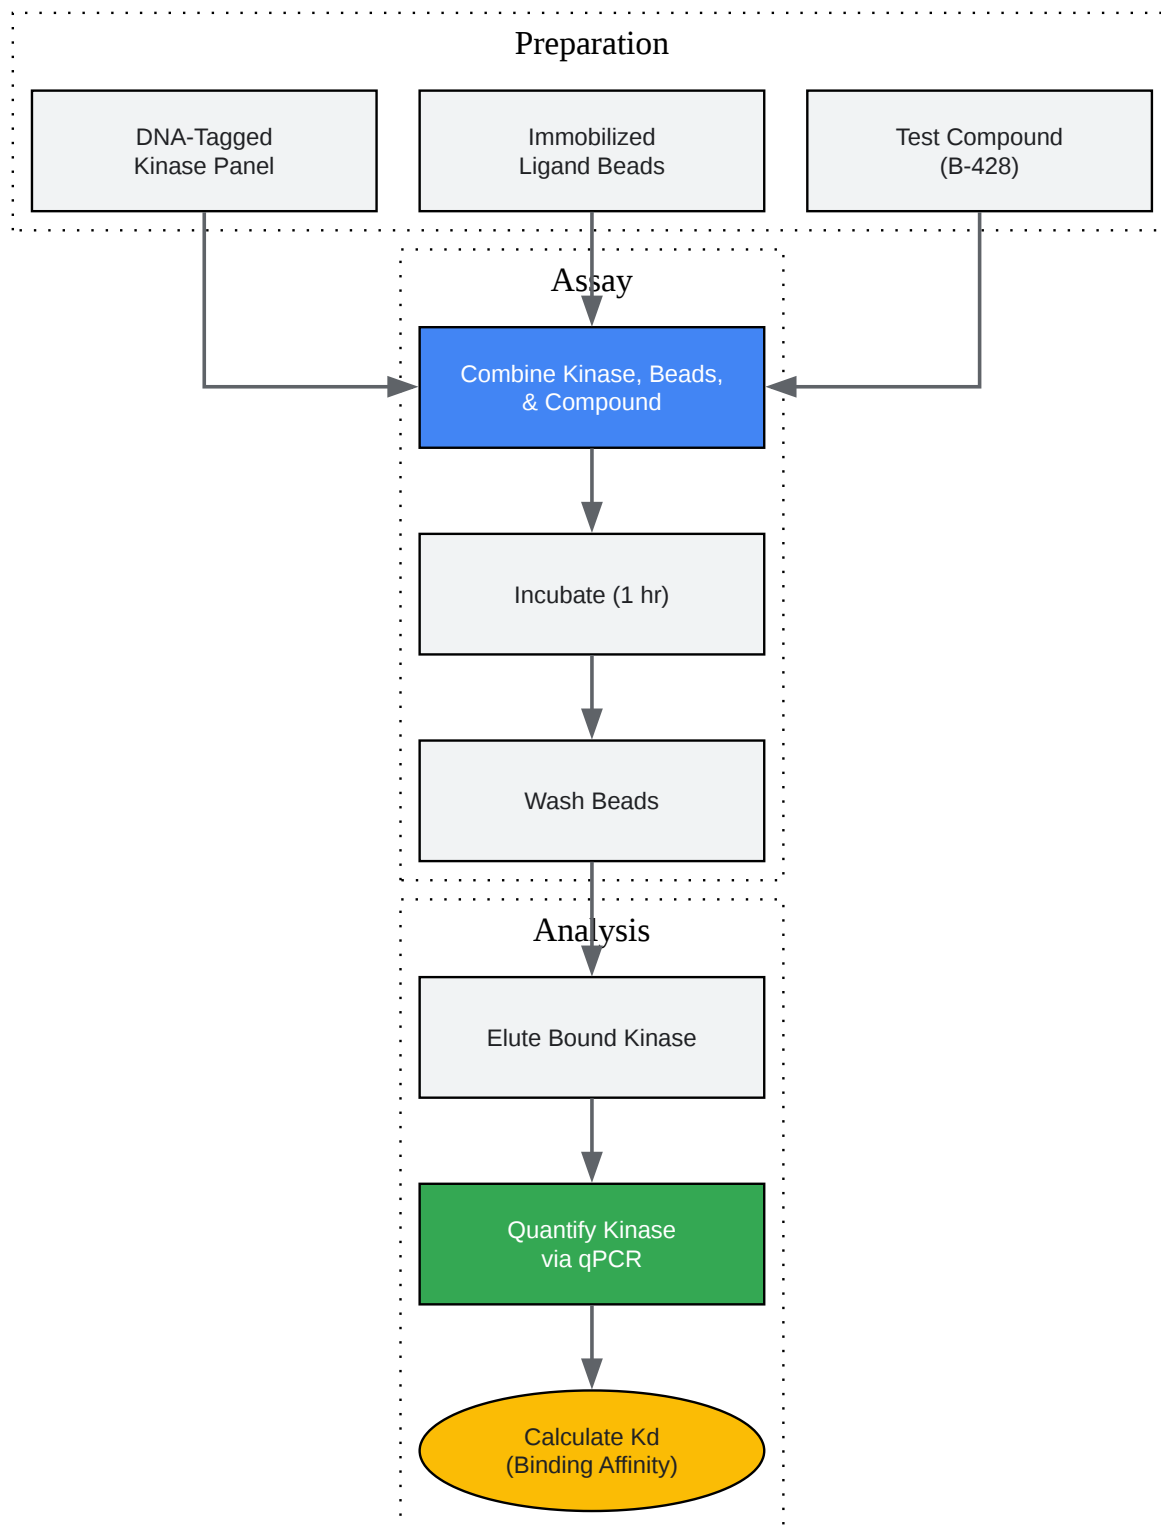 Preparation
DNA-Tagged
Kinase Panel
Immobilized
Ligand Beads
Test Compound
(B-428)
Assay
Combine Kinase, Beads,
& Compound
Incubate (1 hr)
Wash Beads
Analysis
Elute Bound Kinase
Quantify Kinase
via qPCR
Calculate Kd
(Binding Affinity)